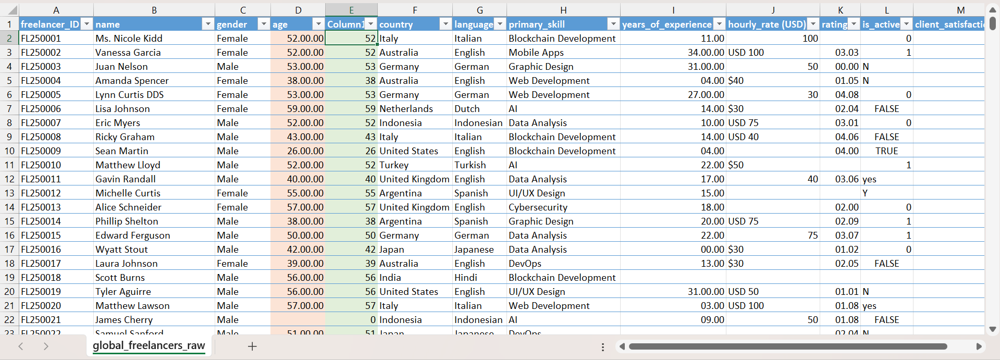 A B C D E F G H I J K L M
1 freelancer_ID name gender age Column1 country language primary_skill years_of_experience hourly_rate (USD) rating is_active client_satisfacti
2 FL250001 Ms. Nicole Kidd Female 52.00.00 52 Italy Italian Blockchain Development 11.00 100 0
3 FL250002 Vanessa Garcia Female 52.00.00 52 Australia English Mobile Apps 34.00.00 USD 100 03.03 1
4 FL250003 Juan Nelson Male 53.00.00 53 Germany German Graphic Design 31.00.00 50 00.00 N
5 FL250004 Amanda Spencer Female 38.00.00 38 Australia English Web Development 04.00 $40 01.05 N
6 FL250005 Lynn Curtis DDS Female 53.00.00 53 Germany German Web Development 27.00.00 30 04.08 0
7 FL250006 Lisa Johnson Female 59.00.00 59 Netherlands Dutch AI 14.00 $30 02.04 FALSE
8 FL250007 Eric Myers Male 52.00.00 52 Indonesia Indonesian Data Analysis 10.00 USD 75 03.01 0
9 FL250008 Ricky Graham Male 43.00.00 43 Italy Italian Blockchain Development 14.00 USD 40 04.06 FALSE
10 FL250009 Sean Martin Male 26.00.00 26 United States English Blockchain Development 04.00 04.00 TRUE
11 FL250010 Matthew Lloyd Male 52.00.00 52 Turkey Turkish AI 22.00 $50 1
12 FL250011 Gavin Randall Male 40.00.00 40 United Kingdom English Data Analysis 17.00 40 03.06 yes
13 FL250012 Michelle Curtis Female 55.00.00 55 Argentina Spanish UI/UX Design 15.00 Y
14 FL250013 Alice Schneider Female 57.00.00 57 United Kingdom English Cybersecurity 18.00 02.00 0
15 FL250014 Phillip Shelton Male 38.00.00 38 Argentina Spanish Graphic Design 20.00 USD 75 02.09 1
16 FL250015 Edward Ferguson Male 50.00.00 50 Germany German Data Analysis 22.00 75 03.07 1
17 FL250016 Wyatt Stout Male 42.00.00 42 Japan Japanese Data Analysis 00.00 $30 01.02 0
18 FL250017 Laura Johnson Female 39.00.00 39 Australia English DevOps 13.00 $30 02.05 FALSE
19 FL250018 Scott Burns Male 56.00.00 56 India Hindi Blockchain Development
20 FL250019 Tyler Aguirre Male 56.00.00 56 United States English UI/UX Design 31.00.00 USD 50 01.01 N
21 FL250020 Matthew Lawson Male 57.00.00 57 Italy Italian Web Development 03.00 USD 100 01.08 yes
22 FL250021 James Cherry Male 0 Indonesia Indonesian AI 09.00 50 01.08 FALSE
23 FL250022 Samuel Sanford Male 51.00.00 51 Japan Japanese DevOps 02.04 N
global_freelancers_raw